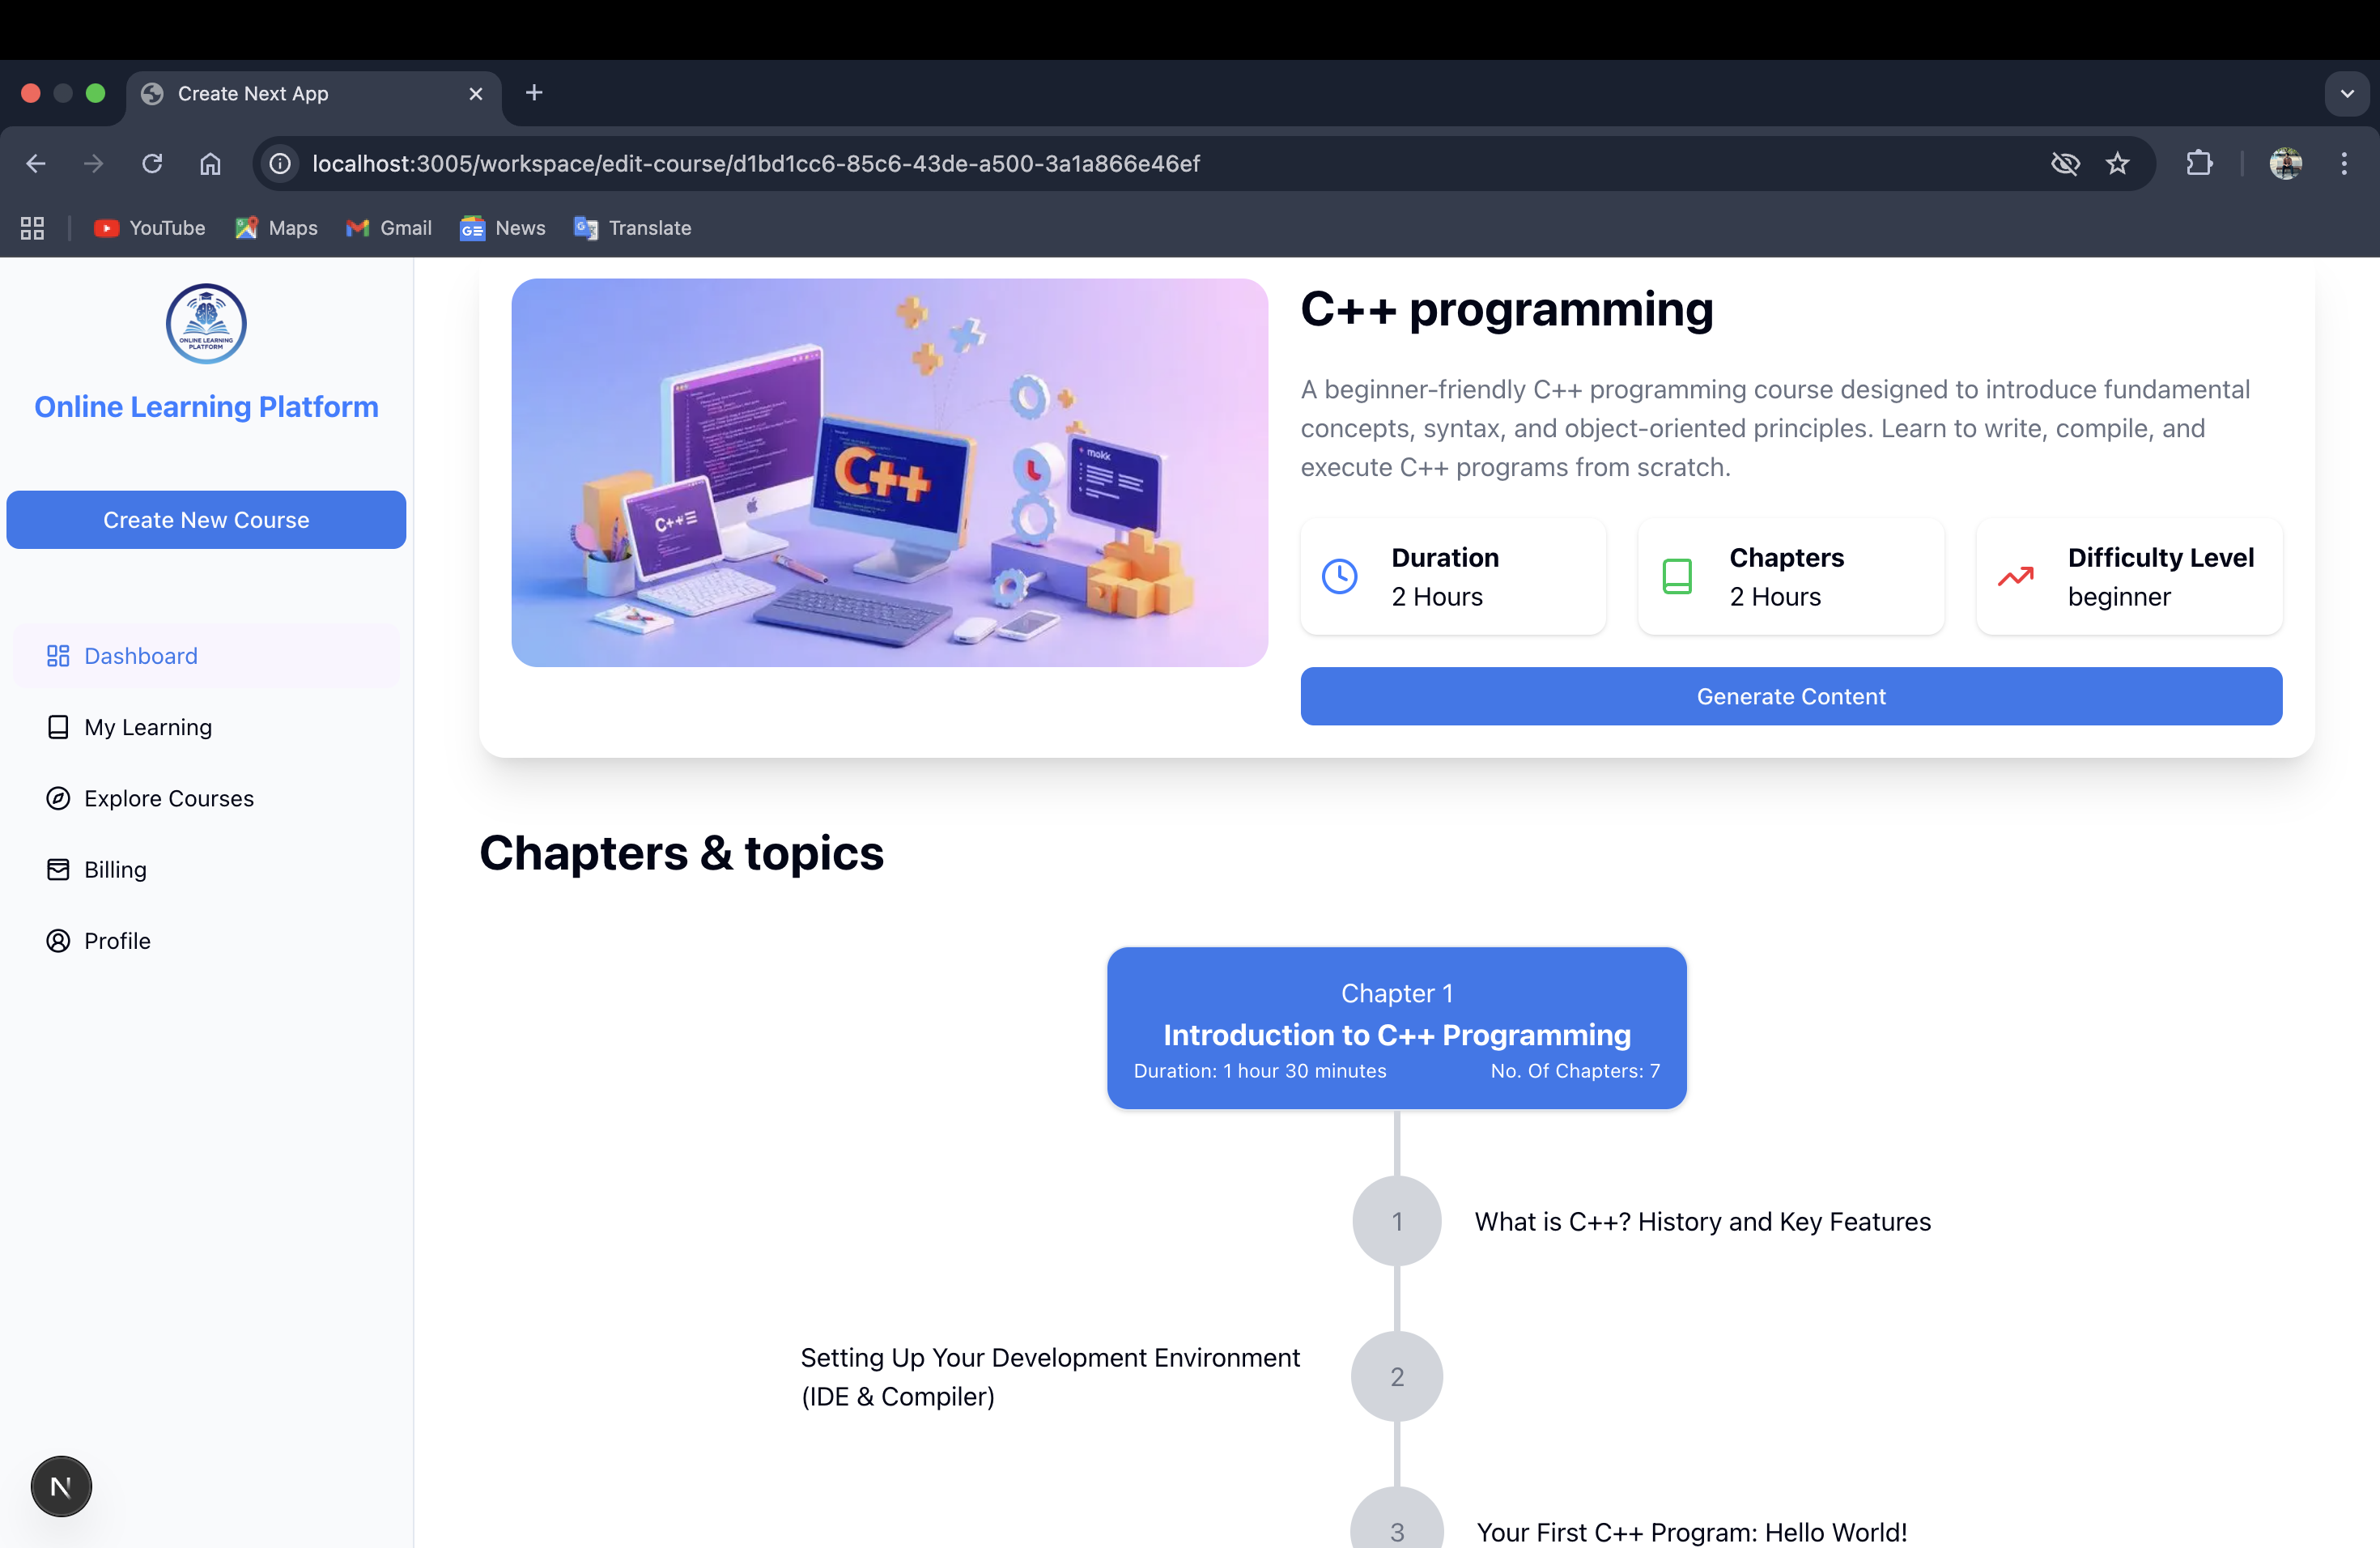 Create Next App
localhost:3005/workspace/edit-course/d1bd1cc6-85c6-43de-a500-3a1a866e46ef
YouTube
Maps
Gmail
News
Translate
ONLINE LEARNING
PLATFORM
Online Learning Platform
Create New Course
Dashboard
My Learning
Explore Courses
Billing
Profile
N
C++
C++
mokk
C++ programming
A beginner-friendly C++ programming course designed to introduce fundamental
concepts, syntax, and object-oriented principles. Learn to write, compile, and
execute C++ programs from scratch.
Duration
2 Hours
Chapters
2 Hours
Difficulty Level
beginner
Generate Content
Chapters & topics
Chapter 1
Introduction to C++ Programming
Duration: 1 hour 30 minutes
No. Of Chapters: 7
1
What is C++? History and Key Features
Setting Up Your Development Environment
(IDE & Compiler)
2
3
Your First C++ Program: Hello World!